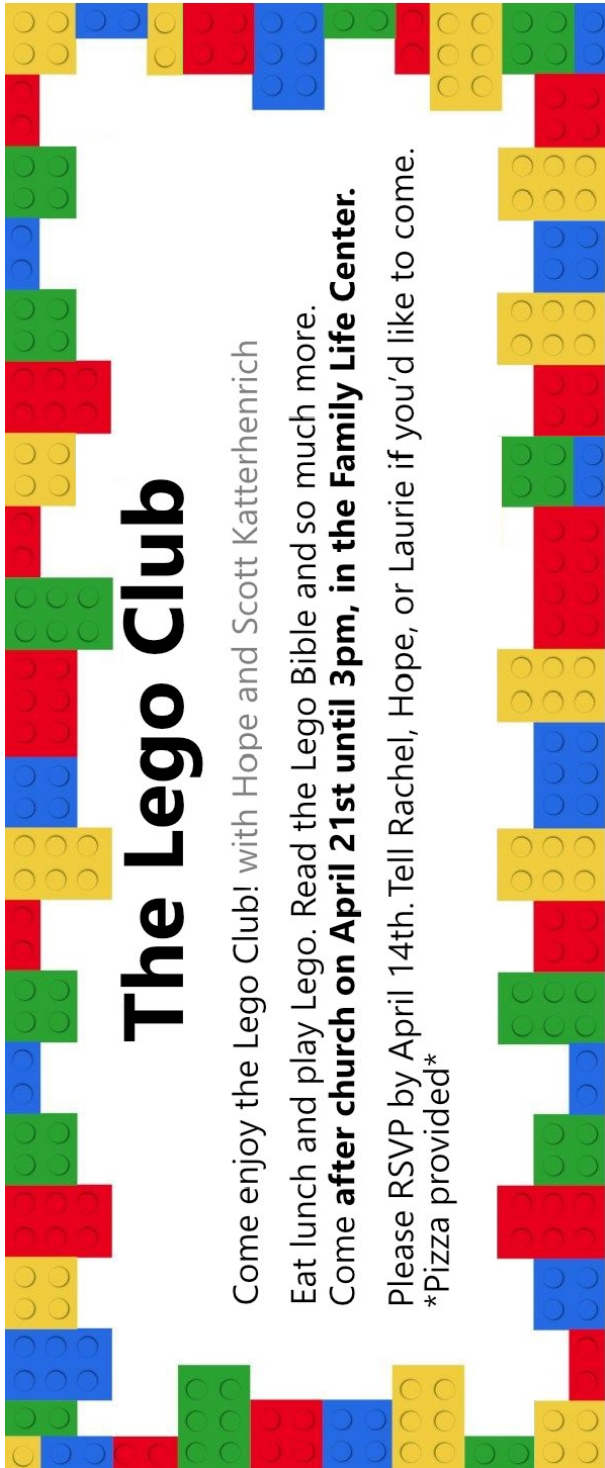 The Lego Club
Come enjoy the Lego Club! with Hope and Scott Katterhenrich
Eat lunch and play Lego. Read the Lego Bible and so much more.
Come after church on April 21st until 3pm, in the Family Life Center.
Please RSVP by April 14th. Tell Rachel, Hope, or Laurie if you'd like to come.
*Pizza provided*